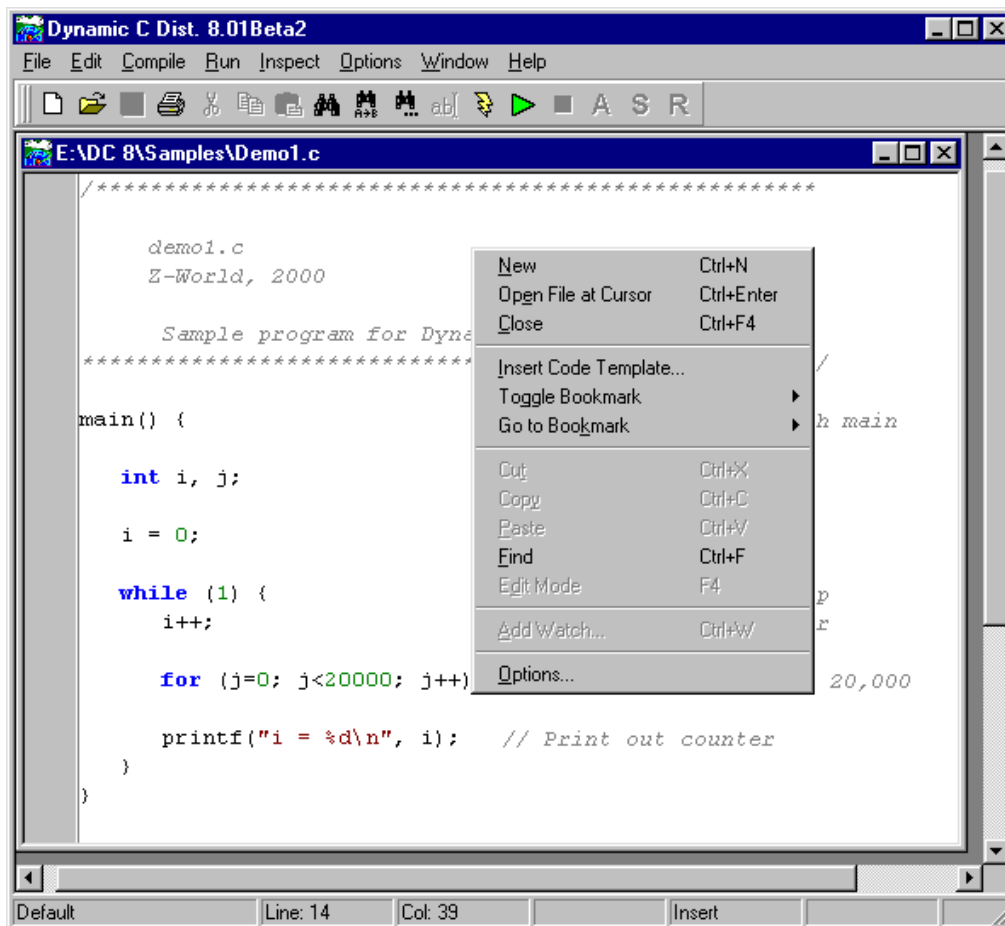 Dynamic C Dist. 8.01Beta2
File Edit Compile Run Inspect Options Window Help
A→B ab A S R
E:\DC 8\Samples\Demo1.c
/*****************************************************
demo1.c
Z-World, 2000
Sample program for Dyna
***************************** /
main() { h main
int i, j;
i = 0;
while (1) { p
i++; r
for (j=0; j<20000; j++) 20,000
printf("i = %d\n", i); // Print out counter
}
}
New Ctrl+N
Open File at Cursor Ctrl+Enter
Close Ctrl+F4
Insert Code Template...
Toggle Bookmark
Go to Bookmark
Cut Ctrl+X
Copy Ctrl+C
Paste Ctrl+V
Find Ctrl+F
Edit Mode F4
Add Watch... Ctrl+W
Options...
Default Line: 14 Col: 39 Insert